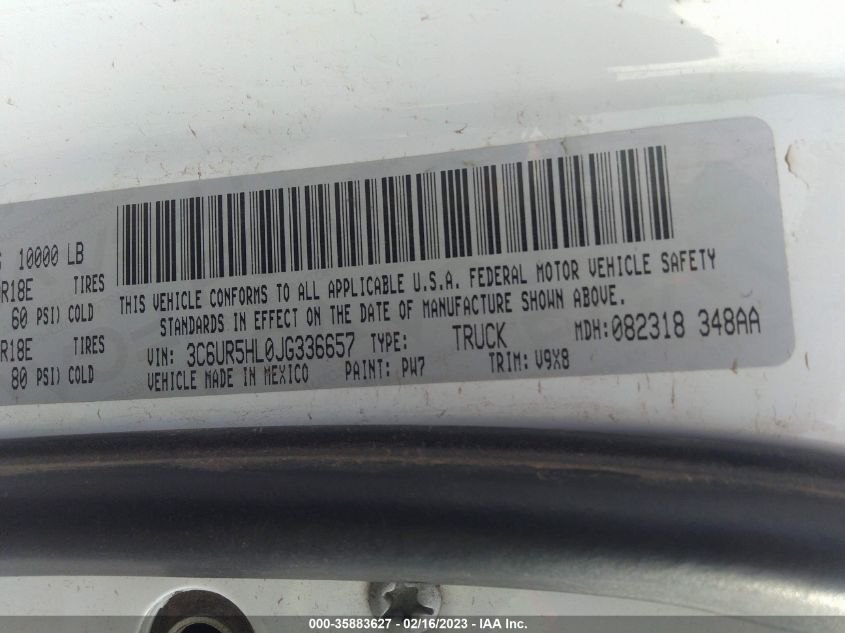 10000 LB
R18E TIRES
60 PSI) COLD
R18E TIRES
80 PSI) COLD
THIS VEHICLE CONFORMS TO ALL APPLICABLE U.S.A. FEDERAL MOTOR VEHICLE SAFETY
STANDARDS IN EFFECT ON THE DATE OF MANUFACTURE SHOWN ABOVE.
VIN: 3C6UR5HL0JG336657 TYPE: TRUCK MDH:082318 348AA
VEHICLE MADE IN MEXICO PAINT: PW7 TRIM: V9X8
000-35883627 - 02/16/2023 - IAA Inc.